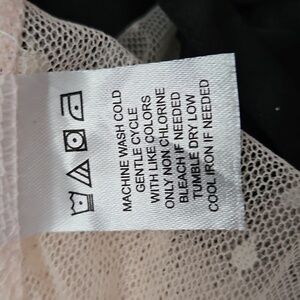 MACHINE WASH COLD
GENTLE CYCLE
WITH LIKE COLORS
ONLY NON CHLORINE
BLEACH IF NEEDED
TUMBLE DRY LOW
COOL IRON IF NEEDED